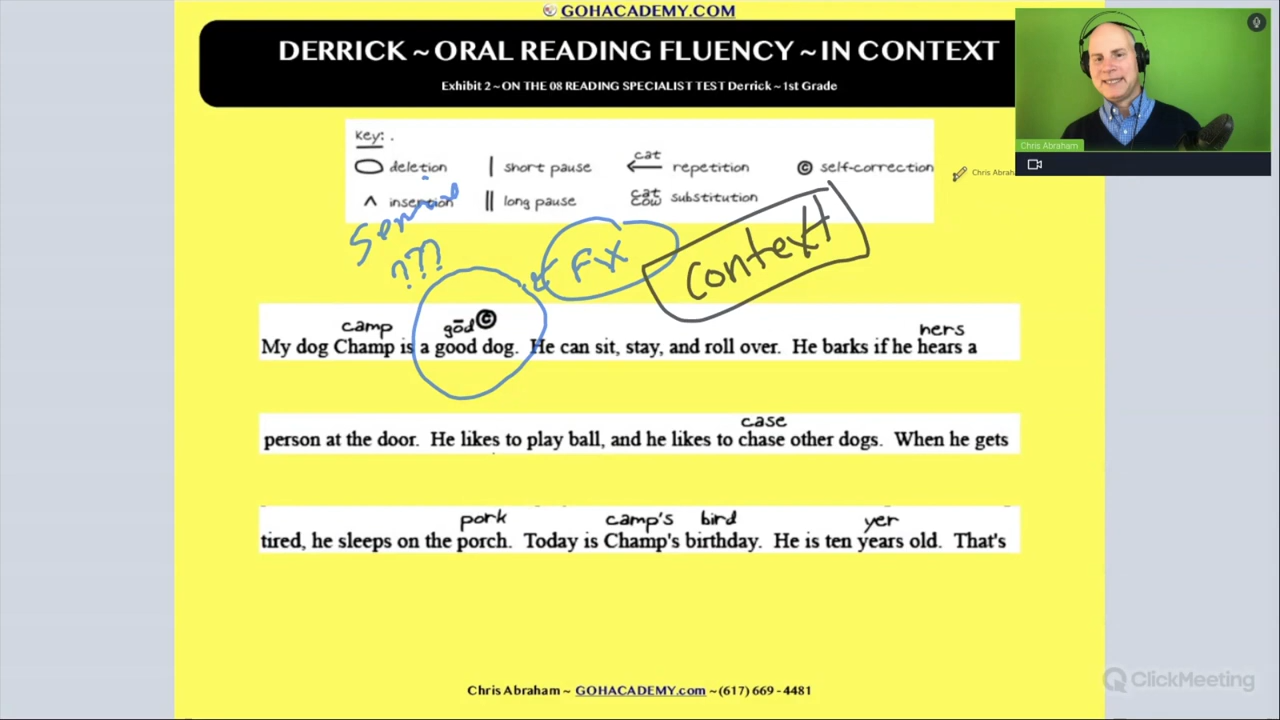 GOHACADEMY.COM
DERRICK ~ ORAL READING FLUENCY ~ IN CONTEXT
Exhibit 2 ~ ON THE 08 READING SPECIALIST TEST Derrick ~ 1st Grade
Chris Abraham
Key: .
deletion | short pause cat repetition © self-correction
Chris Abrah
^ insertion || long pause cat cow substitution
???
Fix
Context
camp gōd © hers
My dog Champ is a good dog. He can sit, stay, and roll over. He barks if he hears a
case
person at the door. He likes to play ball, and he likes to chase other dogs. When he gets
pork camp's bird yer
tired, he sleeps on the porch. Today is Champ's birthday. He is ten years old. That's
ClickMeeting
Chris Abraham ~ GOHACADEMY.com ~ (617) 669 - 4481